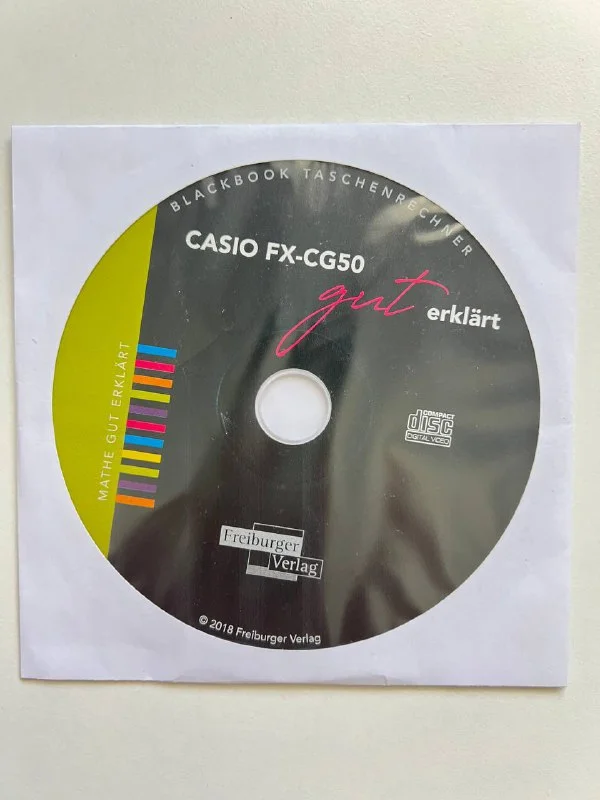 BLACKBOOK TASCHENRECHNER
CASIO FX-CG50
gut erklärt
MATHE GUT ERKLÄRT
COMPACT
disc
DIGITAL VIDEO
Freiburger
Verlag
© 2018 Freiburger Verlag